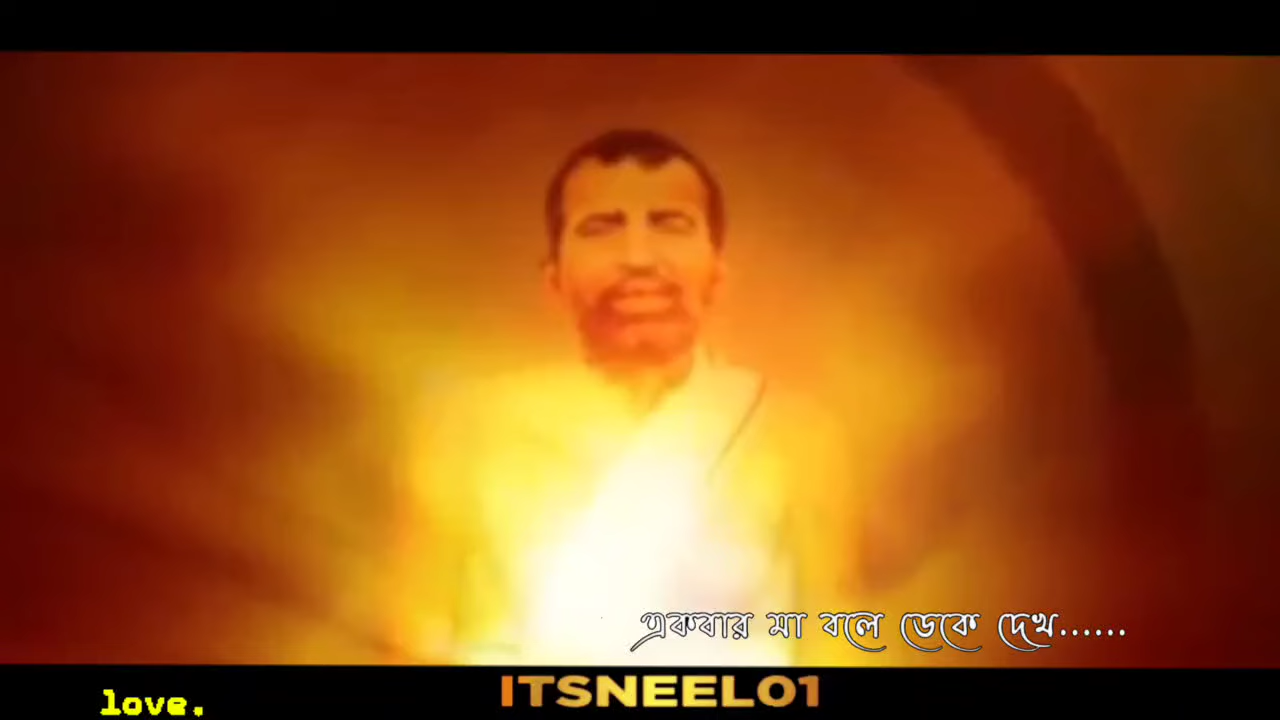 একবার মা বলে ডেকে দেখ......
ITSNEEL01
love.